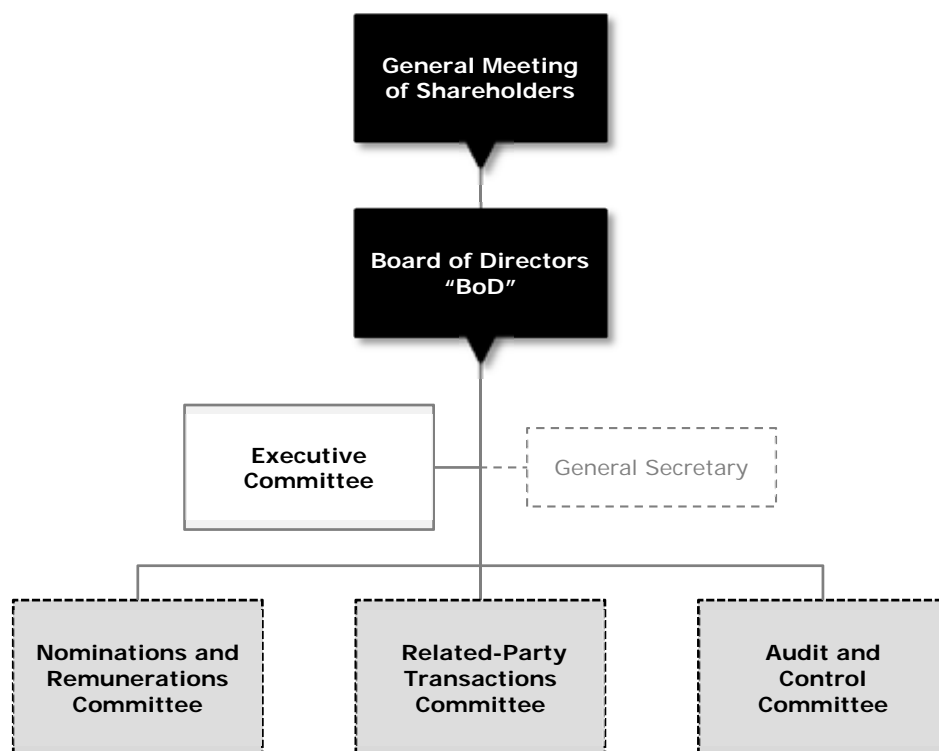 General Meeting
of Shareholders
Board of Directors
“BoD”
Executive
Committee
General Secretary
Nominations and
Remunerations
Committee
Related-Party
Transactions
Committee
Audit and
Control
Committee